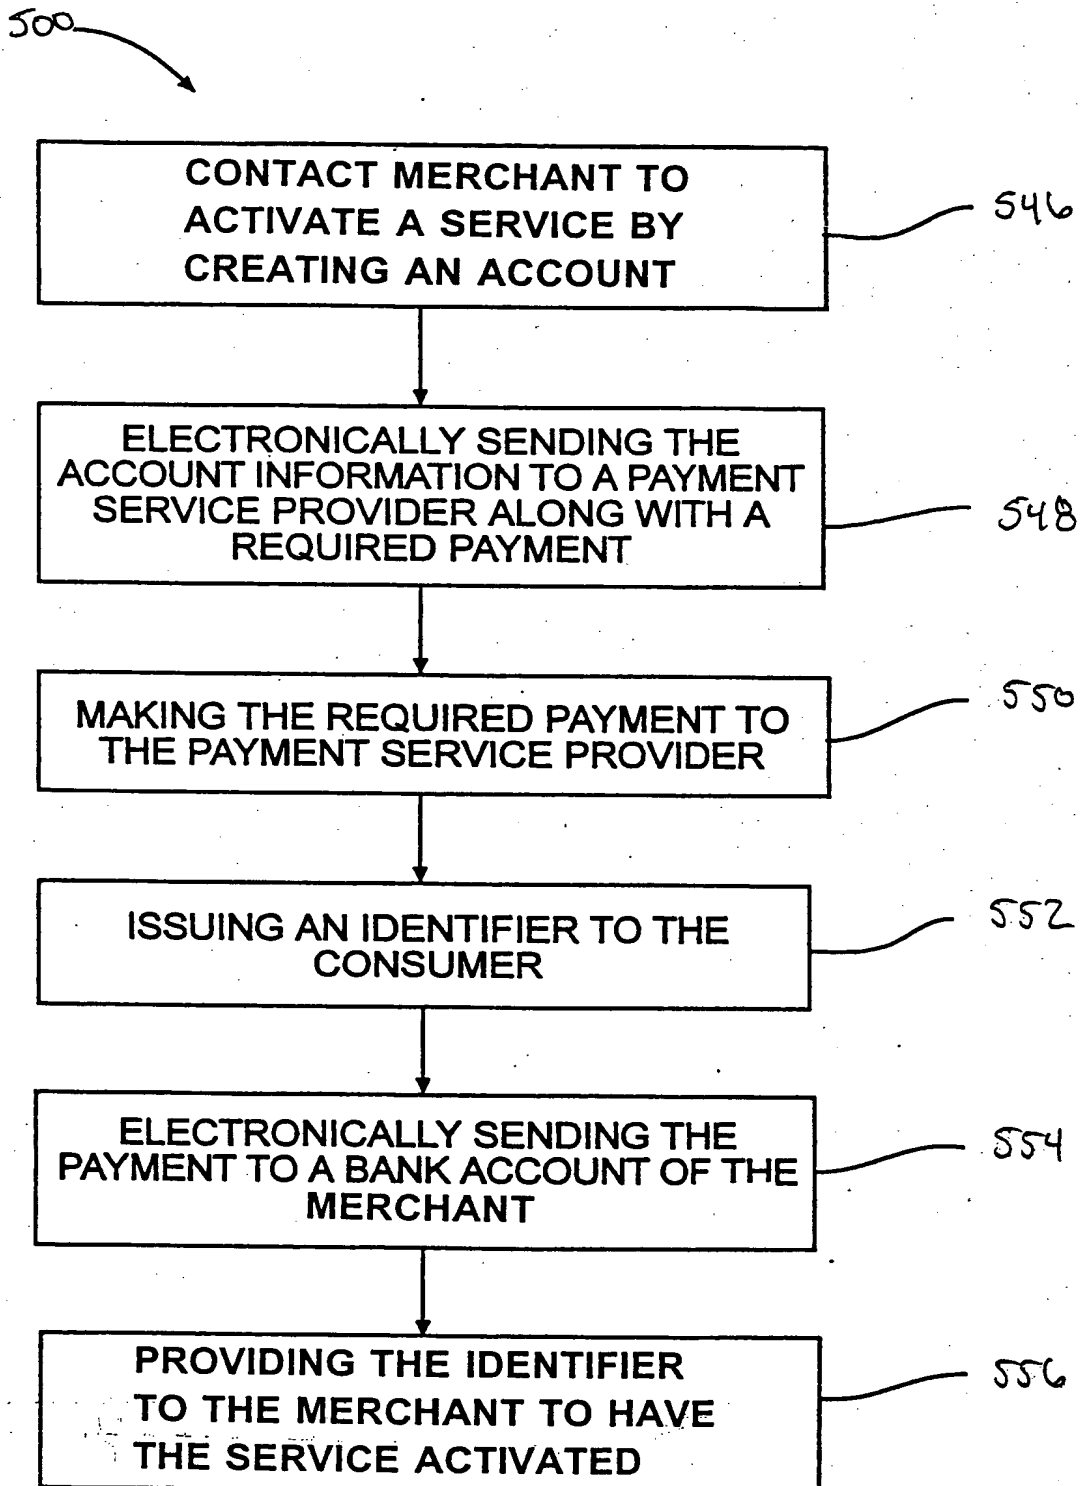 500
CONTACT MERCHANT TO
ACTIVATE A SERVICE BY
CREATING AN ACCOUNT
546
ELECTRONICALLY SENDING THE
ACCOUNT INFORMATION TO A PAYMENT
SERVICE PROVIDER ALONG WITH A
REQUIRED PAYMENT
548
MAKING THE REQUIRED PAYMENT TO
THE PAYMENT SERVICE PROVIDER
550
ISSUING AN IDENTIFIER TO THE
CONSUMER
552
ELECTRONICALLY SENDING THE
PAYMENT TO A BANK ACCOUNT OF THE
MERCHANT
554
PROVIDING THE IDENTIFIER
TO THE MERCHANT TO HAVE
THE SERVICE ACTIVATED
556